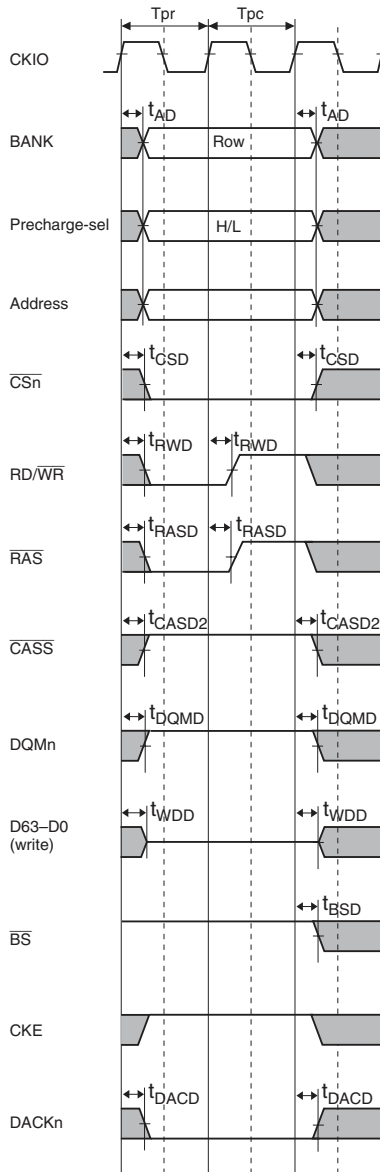 Tpr Tpc
CKIO
tAD tAD
BANK Row
Precharge-sel H/L
Address
tCSD tCSD
CSn
tRWD tRWD
RD/WR
tRASD tRASD
RAS
tCASD2 tCASD2
CASS
tDQMD tDQMD
DQMn
tWDD tWDD
D63–D0
(write)
tBSD
BS
CKE
tDACD tDACD
DACKn